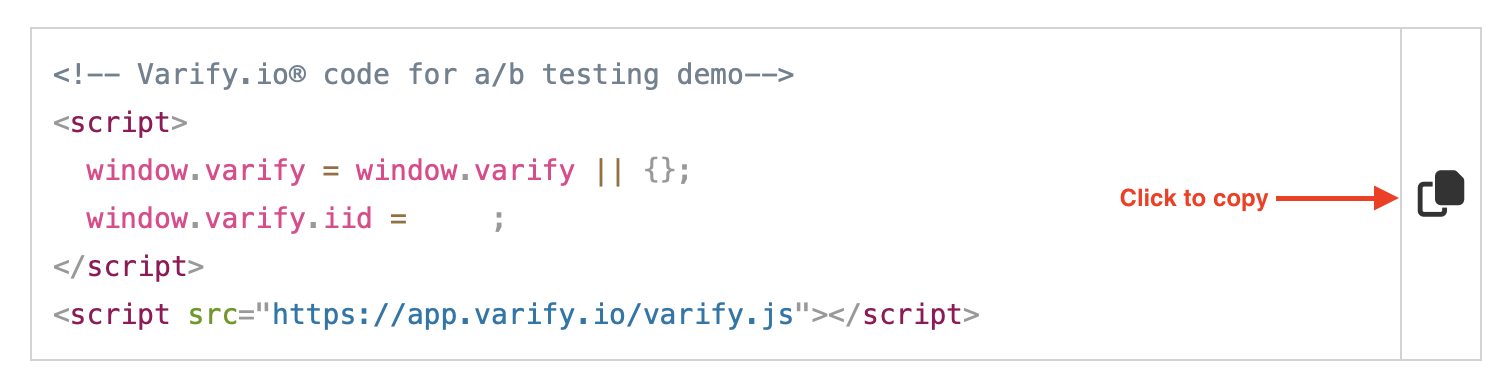 <!-- Varify.io® code for a/b testing demo-->
<script>
  window.varify = window.varify || {};
  window.varify.iid =     ;
</script>
<script src="https://app.varify.io/varify.js"></script>
Click to copy